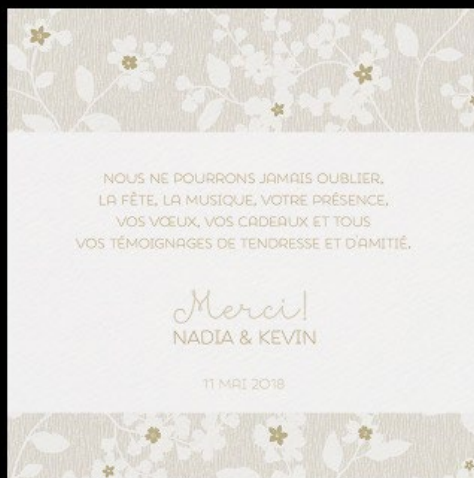 NOUS NE POURRONS JAMAIS OUBLIER,
LA FÊTE, LA MUSIQUE, VOTRE PRÉSENCE,
VOS VŒUX, VOS CADEAUX ET TOUS
VOS TÉMOIGNAGES DE TENDRESSE ET D'AMITIÉ.
Merci!
NADIA & KEVIN
11 MAI 2018